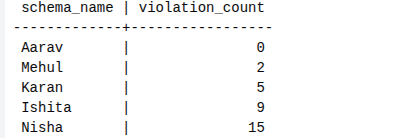 schema_name | violation_count
-------------+-----------------
Aarav | 0
Mehul | 2
Karan | 5
Ishita | 9
Nisha | 15